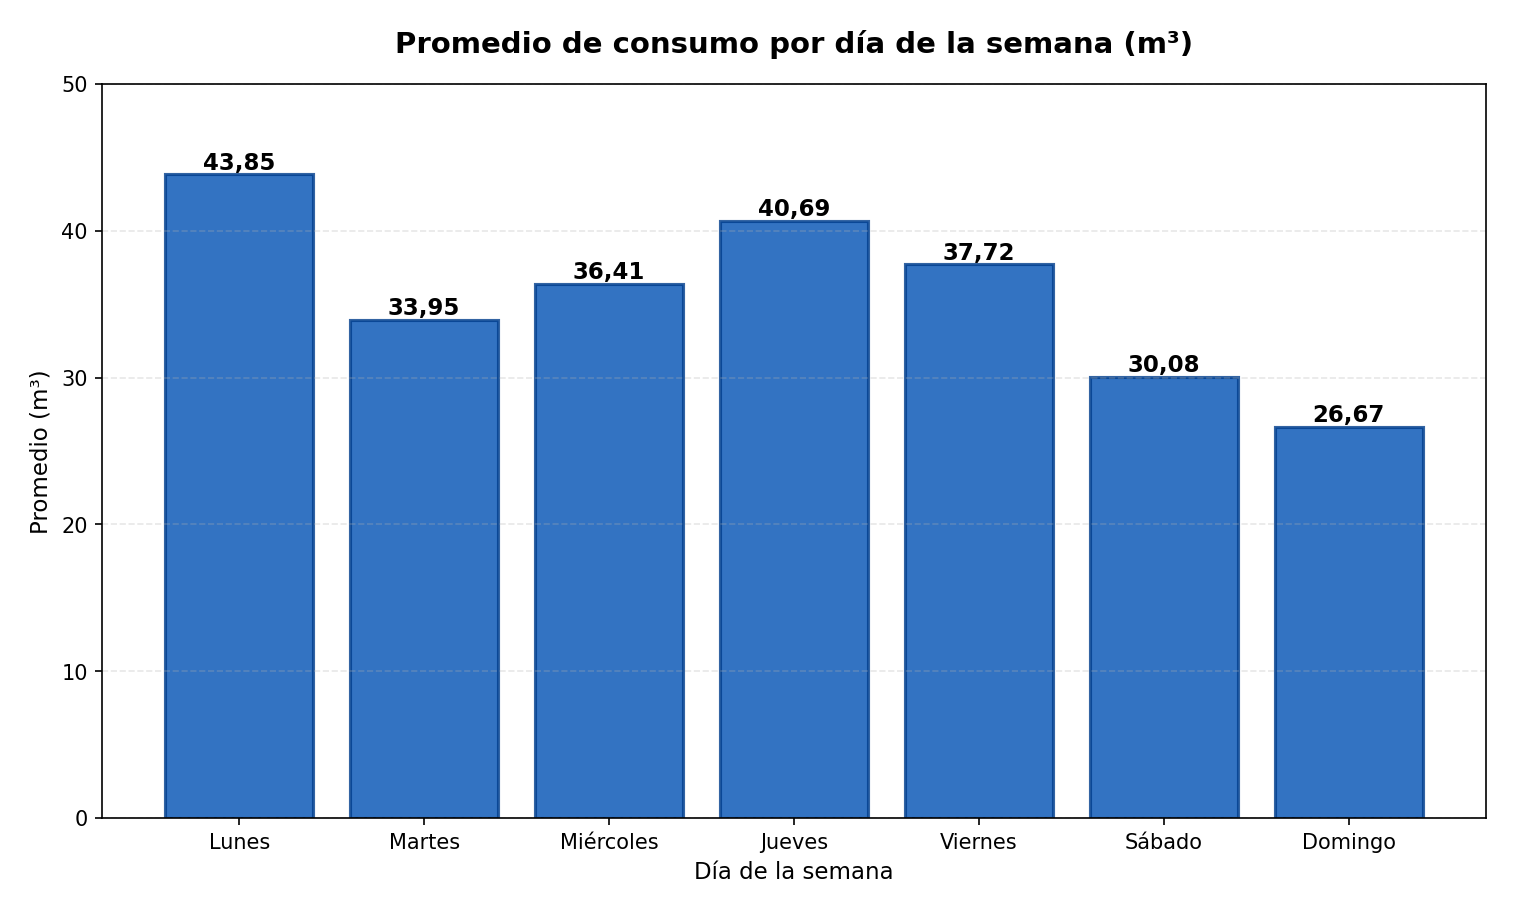 Promedio de consumo por día de la semana (m³)
50
40
30
20
10
0
Promedio (m³)
43,85
33,95
36,41
40,69
37,72
30,08
26,67
Lunes
Martes
Miércoles
Jueves
Viernes
Sábado
Domingo
Día de la semana